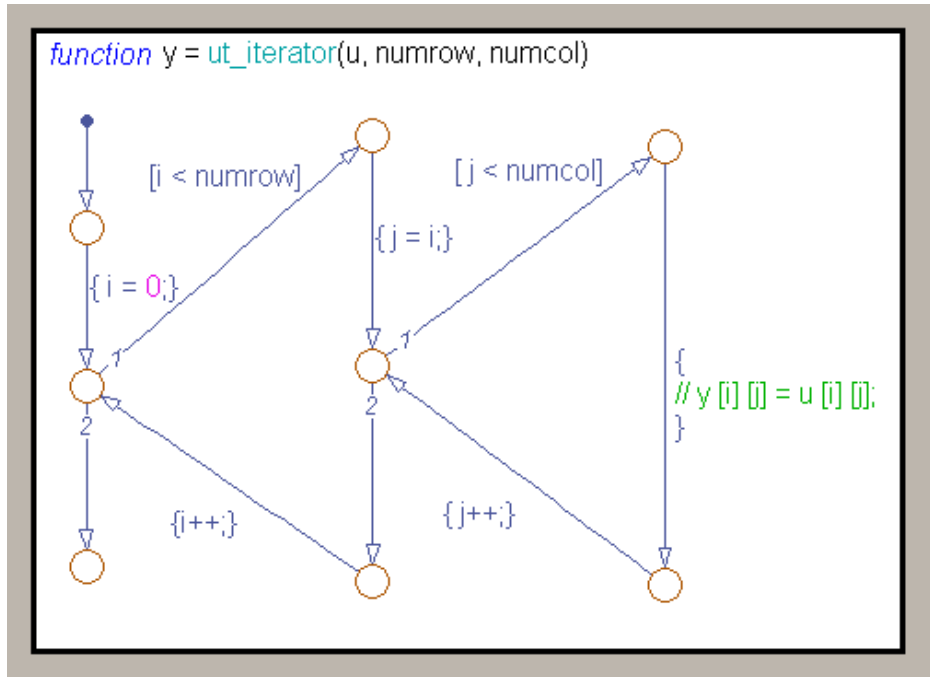 function y = ut_iterator(u, numrow, numcol)
[i < numrow]
[ j < numcol]
{ j = i;}
{ i = 0;}
1
1
{
// y [i] [j] = u [i] [j];
}
2
2
{i++;}
{ j++;}